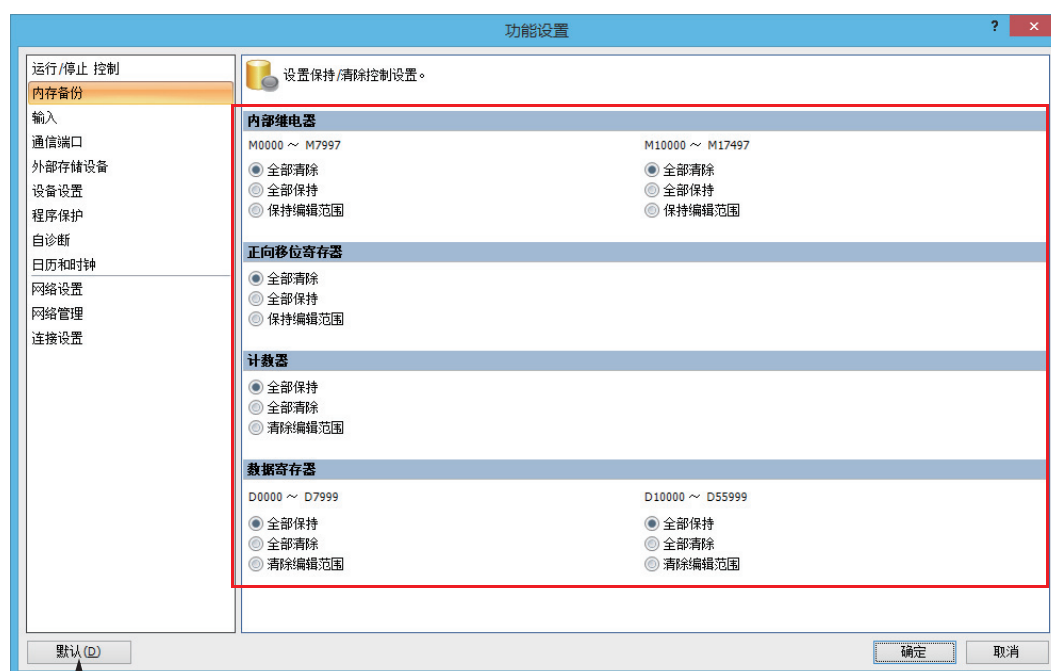 功能设置
?
×
运行/停止 控制
内存备份
输入
通信端口
外部存储设备
设备设置
程序保护
自诊断
日历和时钟
网络设置
网络管理
连接设置
设置保持/清除控制设置。
内部继电器
M0000 ～ M7997
M10000 ～ M17497
全部清除
全部清除
全部保持
全部保持
保持编辑范围
保持编辑范围
正向移位寄存器
全部清除
全部保持
保持编辑范围
计数器
全部保持
全部清除
清除编辑范围
数据寄存器
D0000 ～ D7999
D10000 ～ D55999
全部保持
全部保持
全部清除
全部清除
清除编辑范围
清除编辑范围
默认(D)
确定
取消